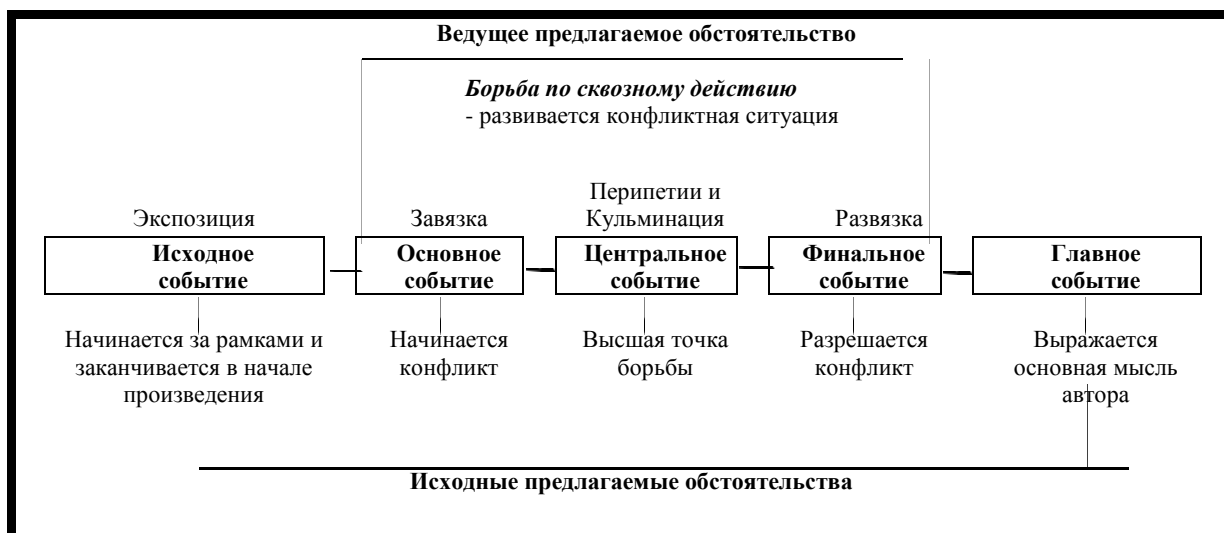 Ведущее предлагаемое обстоятельство
Борьба по сквозному действию
- развивается конфликтная ситуация
Экспозиция
Завязка
Перипетии и
Кульминация
Развязка
Исходное
событие
Основное
событие
Центральное
событие
Финальное
событие
Главное
событие
Начинается за рамками и
заканчивается в начале
произведения
Начинается
конфликт
Высшая точка
борьбы
Разрешается
конфликт
Выражается
основная мысль
автора
Исходные предлагаемые обстоятельства